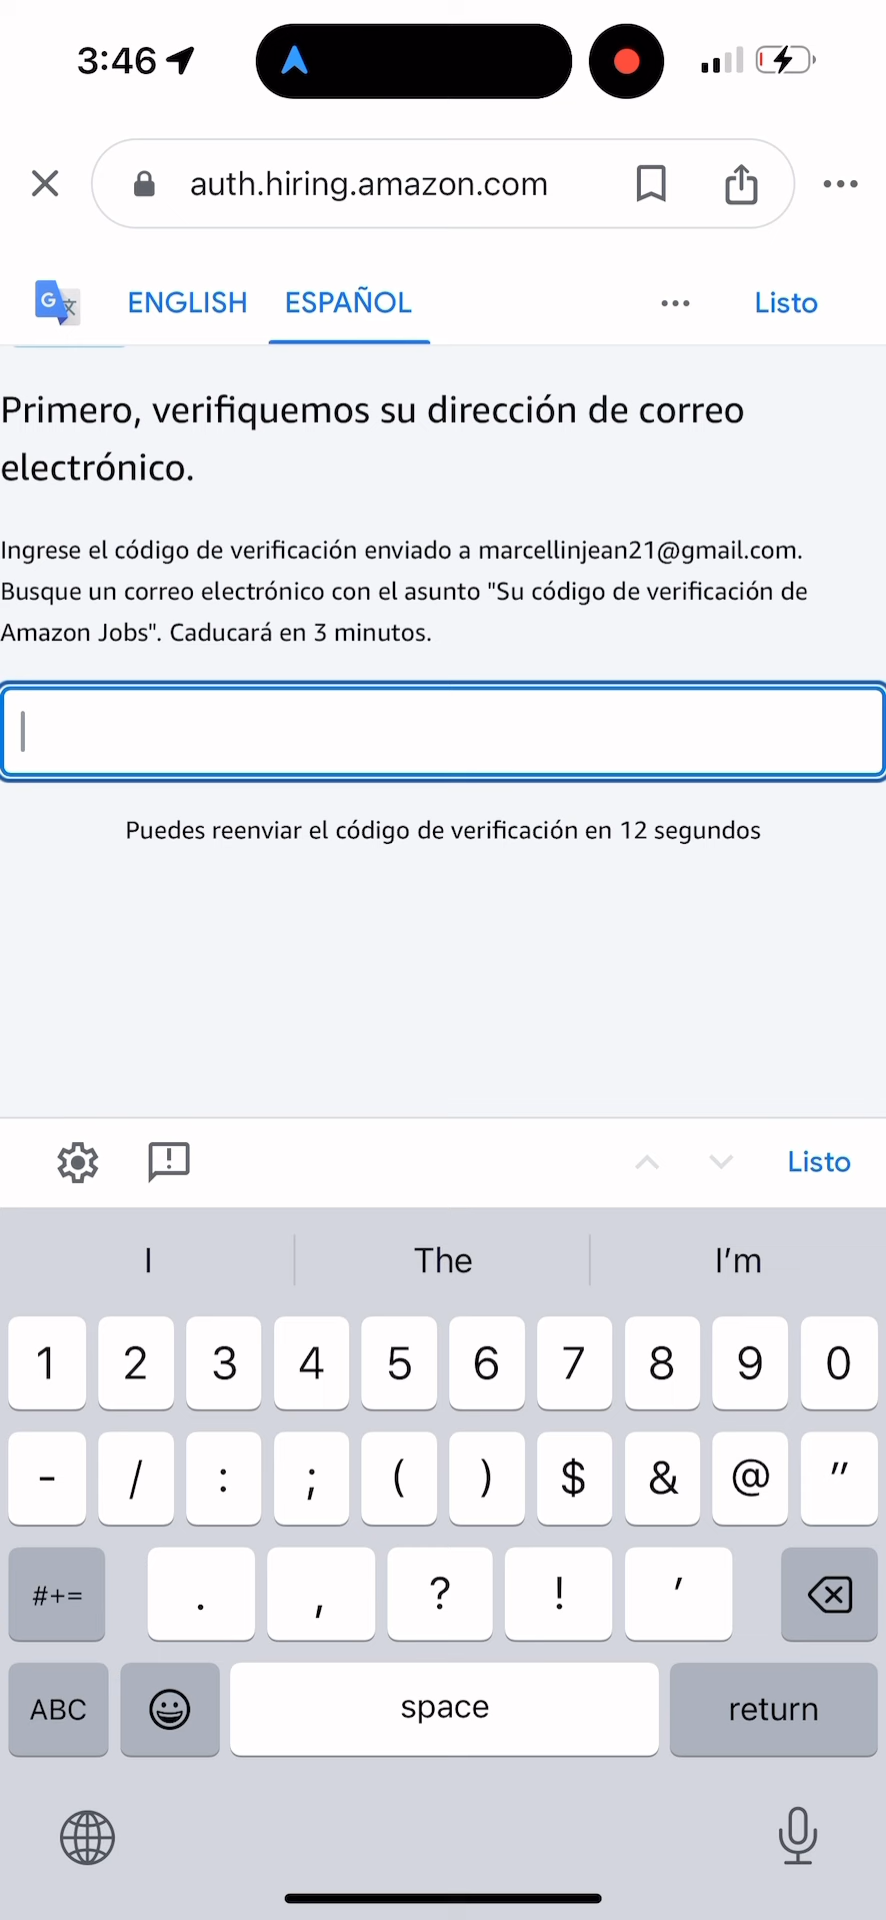 3:46
auth.hiring.amazon.com
G文 ENGLISH ESPAÑOL Listo
Primero, verifiquemos su dirección de correo
electrónico.
Ingrese el código de verificación enviado a marcellinjean21@gmail.com.
Busque un correo electrónico con el asunto "Su código de verificación de
Amazon Jobs". Caducará en 3 minutos.
Puedes reenviar el código de verificación en 12 segundos
Listo
I The I'm
1 2 3 4 5 6 7 8 9 0
- / : ; ( ) $ & @ "
#+= . , ? ! '
ABC space return